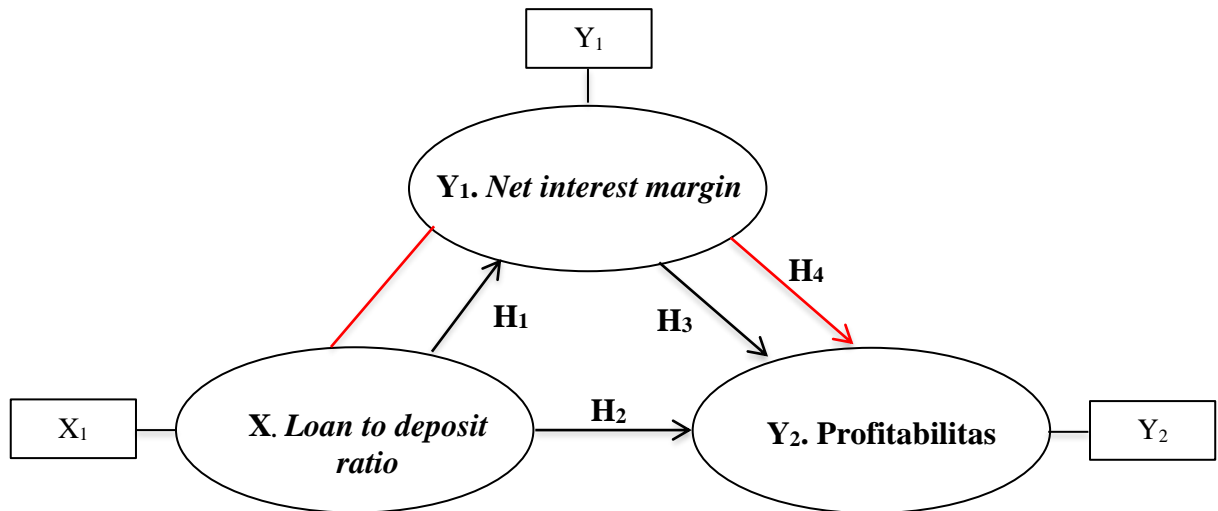 Y₁
Y₁. Net interest margin
H₄
H₁
H₃
X₁
X. Loan to deposit
ratio
H₂
Y₂. Profitabilitas
Y₂